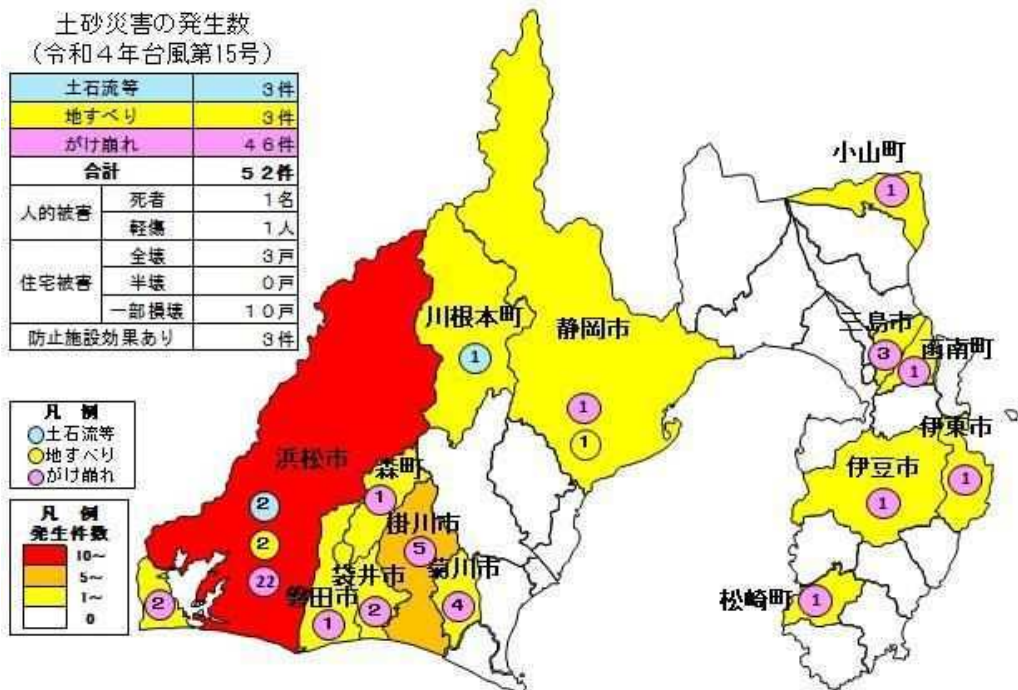 土砂災害の発生数
（令和４年台風第15号）
土石流等 ３件
地すべり ３件
がけ崩れ ４６件
合計 ５２件
人的被害 死者 １名
軽傷 １人
住宅被害 全壊 ３戸
半壊 ０戸
一部損壊 １０戸
防止施設効果あり ３件
凡 例
土石流等
地すべり
がけ崩れ
凡 例
発生件数
10～
5～
1～
0
小山町
1
川根本町
1
静岡市
1
1
三島市
3
函南町
1
伊東市
1
伊豆市
1
松崎町
1
浜松市
2
2
22
森町
1
掛川市
5
袋井市
2
菊川市
4
磐田市
1
2